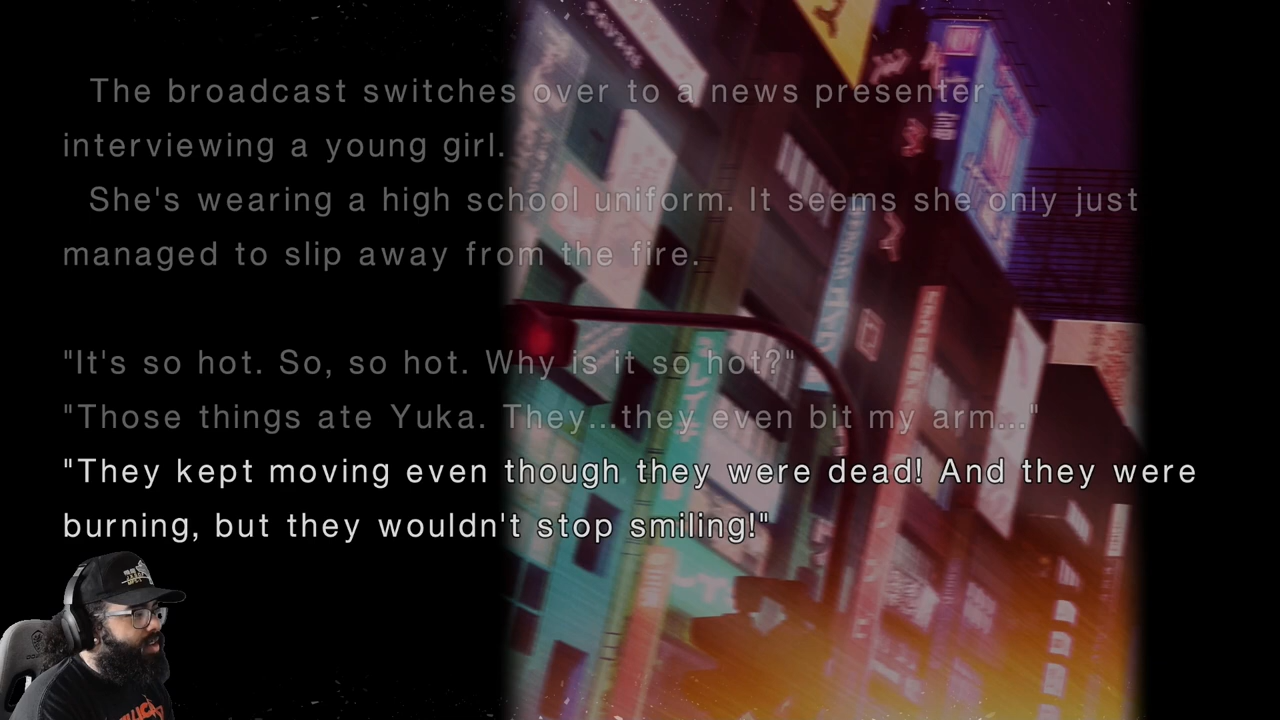 The broadcast switches over to a news presenter
interviewing a young girl.
She's wearing a high school uniform. It seems she only just
managed to slip away from the fire.
"It's so hot. So, so hot. Why is it so hot?"
"Those things ate Yuka. They...they even bit my arm..."
"They kept moving even though they were dead! And they were
burning, but they wouldn't stop smiling!"